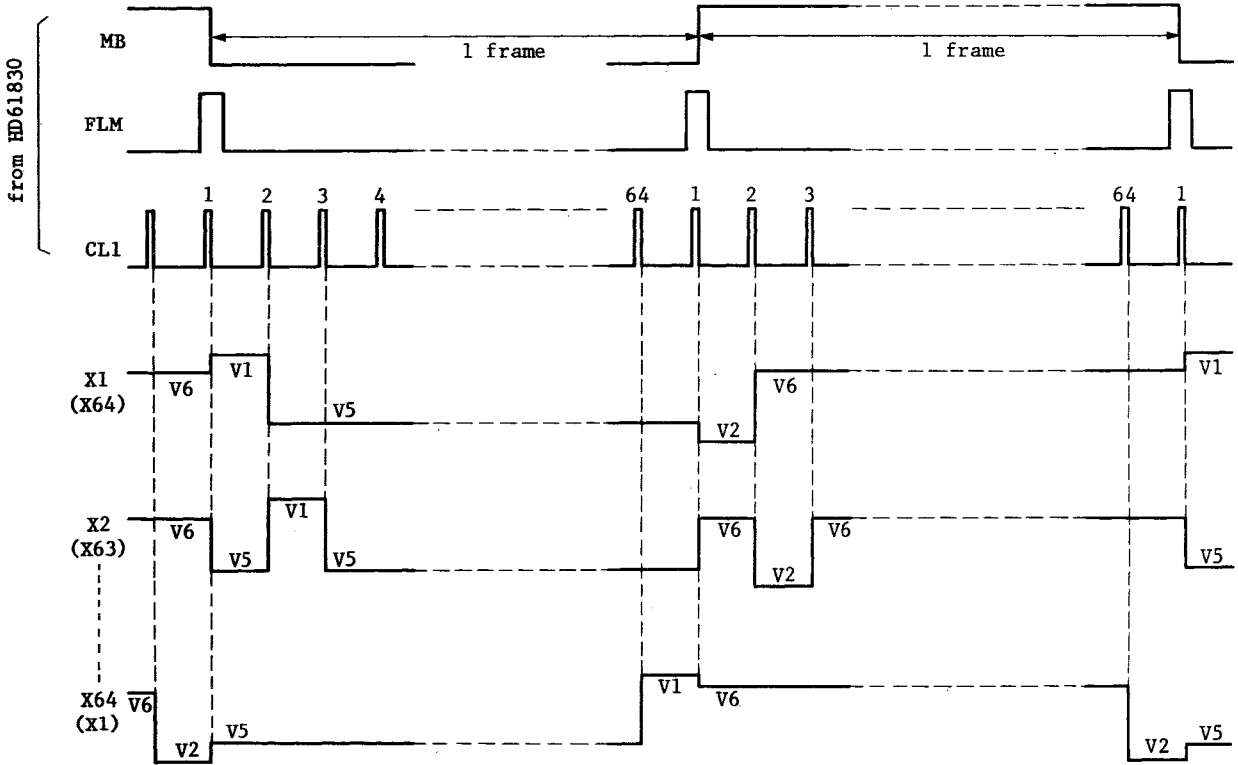 from HD61830
MB
1 frame
1 frame
FLM
1 2 3 4 64 1 2 3 64 1
CL1
X1
(X64)
V6 V1 V5 V2 V6 V1
X2
(X63)
V6 V5 V1 V5 V6 V2 V6 V5
X64
(X1)
V6 V2 V5 V1 V6 V2 V5